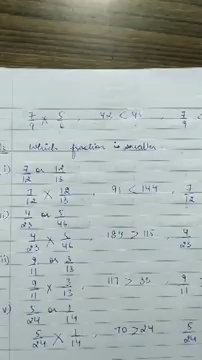 7/9 × 5/6 , 42 < 45 , 7/9
Which fraction is smaller
i) 7/12 or 12/13
7/12 × 12/13 , 91 < 144 , 7/12
ii) 4/23 or 5/46
4/23 × 5/46 , 184 > 115 , 4/23
iii) 9/11 or 3/13
9/11 × 3/13 , 117 > 33 , 9/11
v) 5/24 or 1/14
5/24 × 1/14 , 70 > 24 5/24